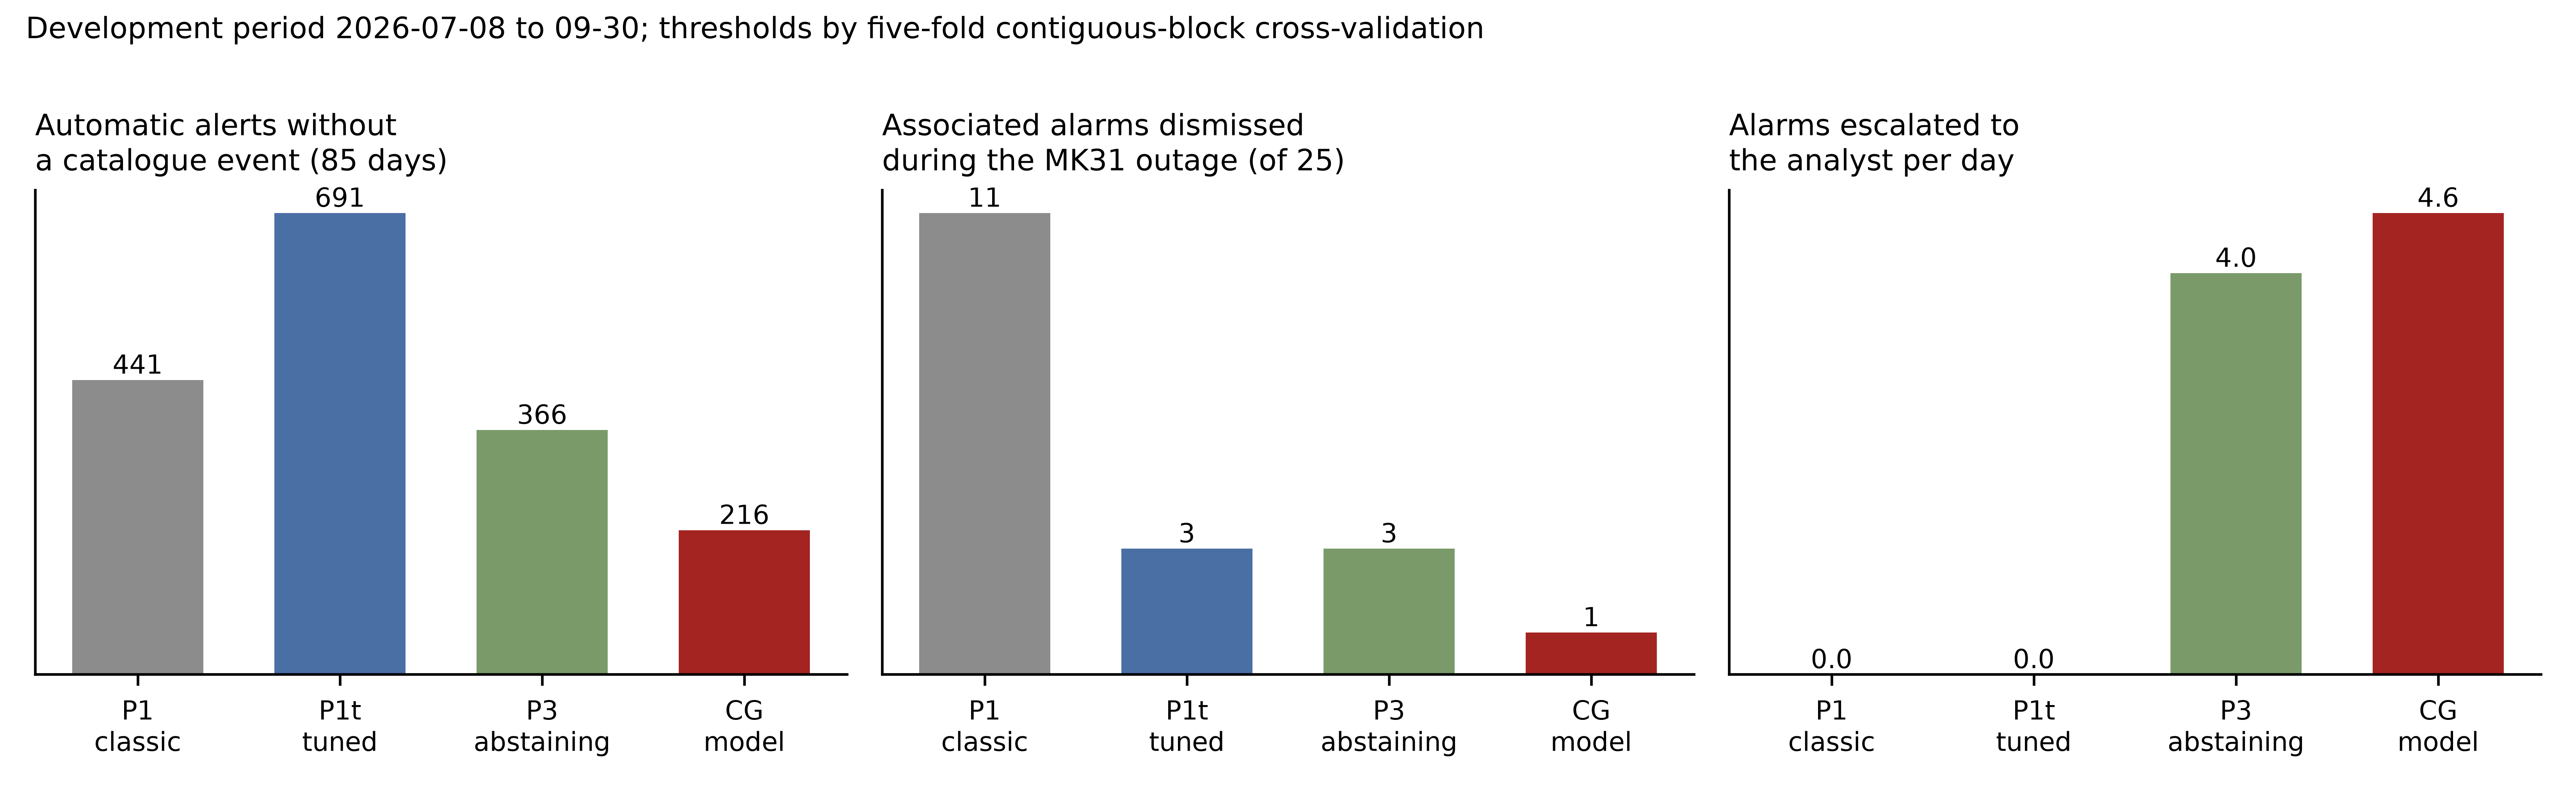 Development period 2026-07-08 to 09-30; thresholds by five-fold contiguous-block cross-validation
Automatic alerts without
a catalogue event (85 days)
441
691
366
216
P1
classic
P1t
tuned
P3
abstaining
CG
model
Associated alarms dismissed
during the MK31 outage (of 25)
11
3
3
1
P1
classic
P1t
tuned
P3
abstaining
CG
model
Alarms escalated to
the analyst per day
0.0
0.0
4.0
4.6
P1
classic
P1t
tuned
P3
abstaining
CG
model